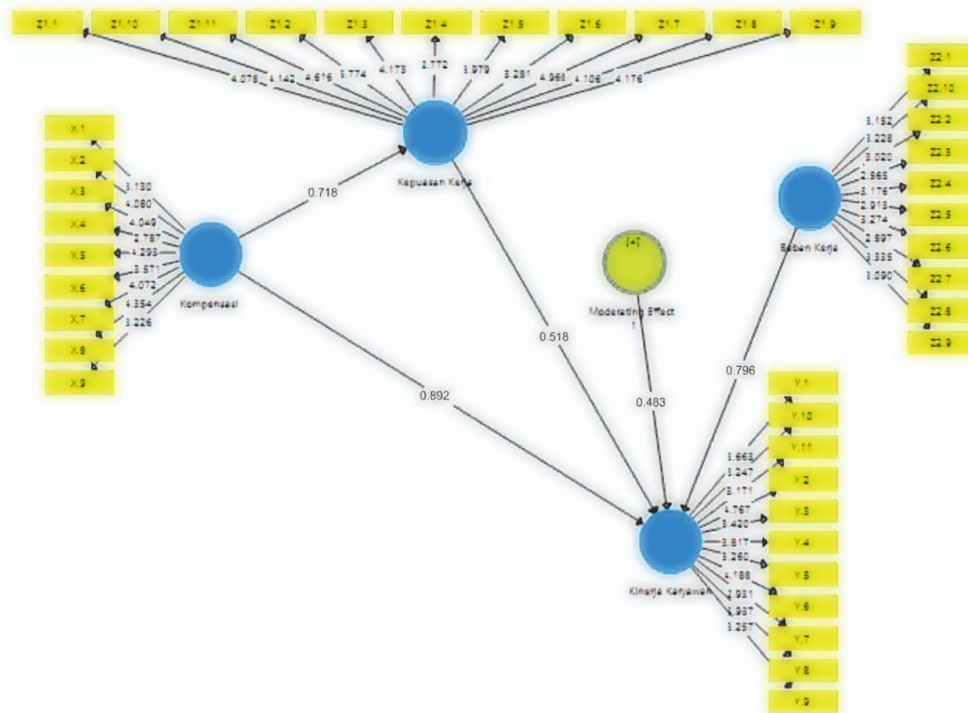 Z1.1 Z1.10 Z1.11 Z1.2 Z1.3 Z1.4 Z1.5 Z1.6 Z1.7 Z1.8 Z1.9
4.142 4.616 3.774 4.173 3.979 3.281 4.968 4.106 4.176
Kepuasan Kerja
X.1
X.2
X.3
X.4
X.5
X.6
X.7
X.8
X.9
3.130
4.080
4.049
2.787
4.293
3.571
4.072
4.354
3.226
Kompensasi
0.718
0.892
0.518
Moderating Effect
1
0.483
0.796
Z2.1
Z2.10
Z2.2
Z2.3
Z2.4
Z2.5
Z2.6
Z2.7
Z2.8
Z2.9
3.152
3.228
3.020
2.565
3.176
2.913
3.274
2.897
3.335
3.090
Beban Kerja
Y.1
Y.10
Y.11
Y.2
Y.3
Y.4
Y.5
Y.6
Y.7
Y.8
Y.9
3.663
3.247
3.171
4.767
3.420
3.817
3.260
4.188
2.931
3.937
3.257
Kinerja Karyawan